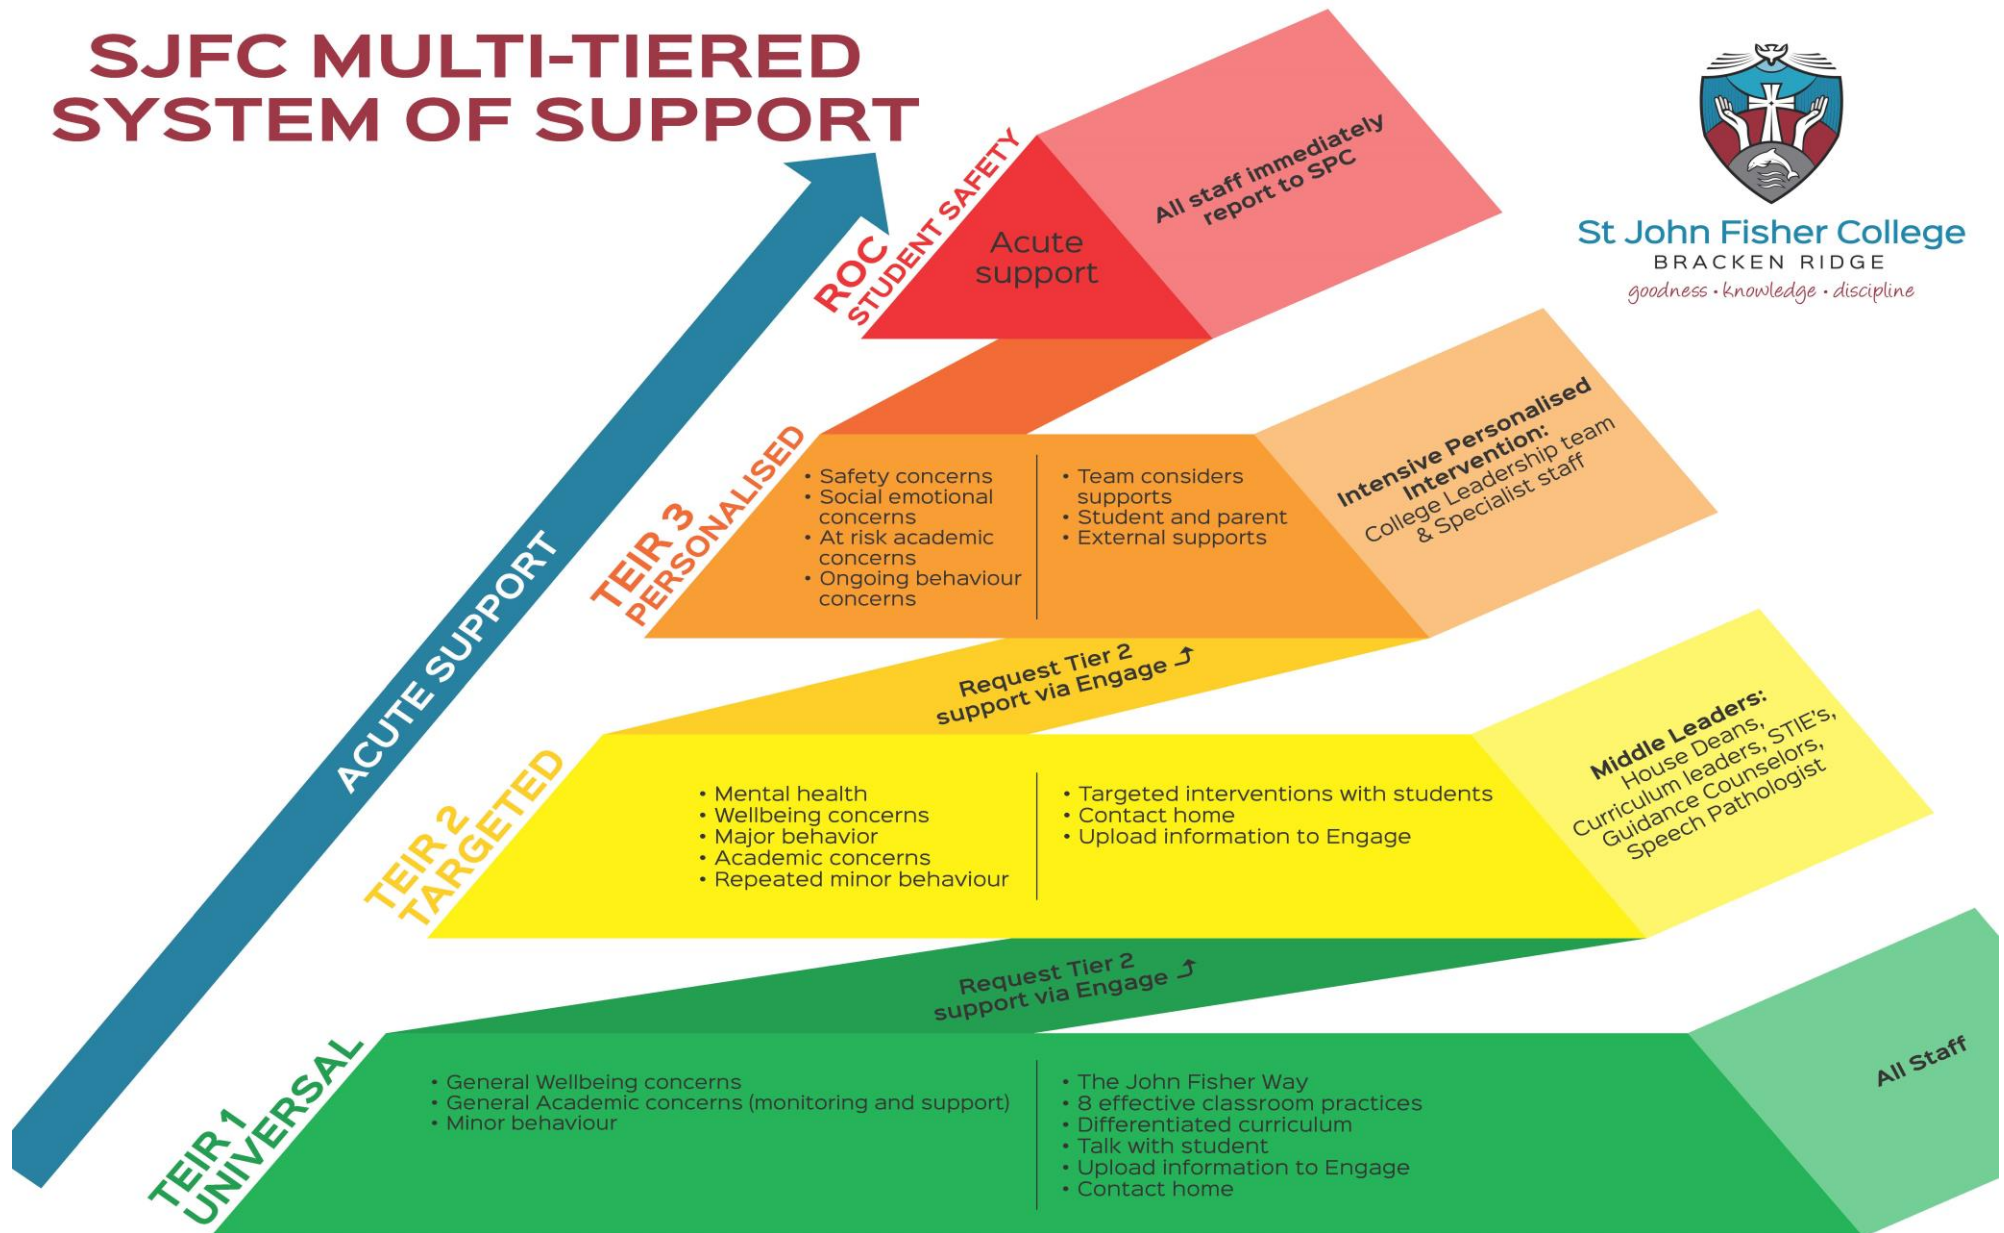 SJFC MULTI-TIERED
SYSTEM OF SUPPORT
St John Fisher College
BRACKEN RIDGE
goodness • knowledge • discipline
ACUTE SUPPORT
ROC
STUDENT SAFETY
Acute
support
All staff immediately
report to SPC
TEIR 3
PERSONALISED
• Safety concerns
• Social emotional
concerns
• At risk academic
concerns
• Ongoing behaviour
concerns
• Team considers
supports
• Student and parent
• External supports
Intensive Personalised
Intervention:
College Leadership team
& Specialist staff
Request Tier 2
support via Engage
TEIR 2
TARGETED
• Mental health
• Wellbeing concerns
• Major behavior
• Academic concerns
• Repeated minor behaviour
• Targeted interventions with students
• Contact home
• Upload information to Engage
Middle Leaders:
House Deans,
Curriculum leaders, STIE's,
Guidance Counselors,
Speech Pathologist
Request Tier 2
support via Engage
TEIR 1
UNIVERSAL
• General Wellbeing concerns
• General Academic concerns (monitoring and support)
• Minor behaviour
• The John Fisher Way
• 8 effective classroom practices
• Differentiated curriculum
• Talk with student
• Upload information to Engage
• Contact home
All Staff